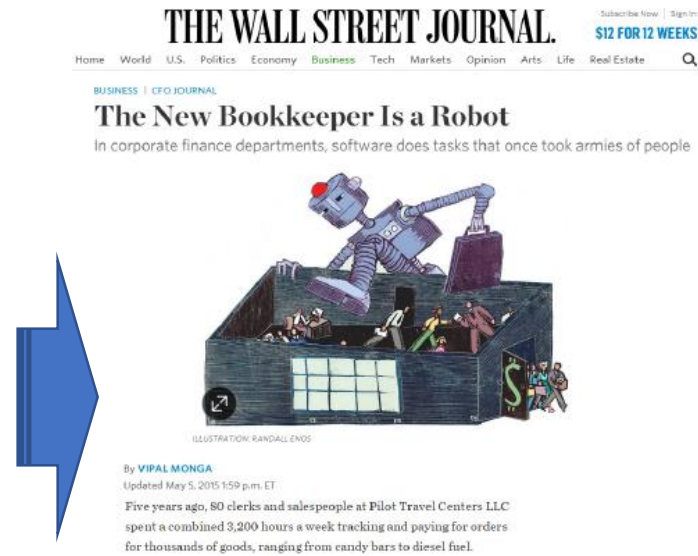 THE WALL STREET JOURNAL.
Subscribe Now | Sign In
$12 FOR 12 WEEKS
Home World U.S. Politics Economy Business Tech Markets Opinion Arts Life Real Estate
BUSINESS | CFO JOURNAL
The New Bookkeeper Is a Robot
In corporate finance departments, software does tasks that once took armies of people
$
ILLUSTRATION: RANDALL ENOS
By VIPAL MONGA
Updated May 5, 2015 1:59 p.m. ET
Five years ago, 80 clerks and salespeople at Pilot Travel Centers LLC
spent a combined 3,200 hours a week tracking and paying for orders
for thousands of goods, ranging from candy bars to diesel fuel.